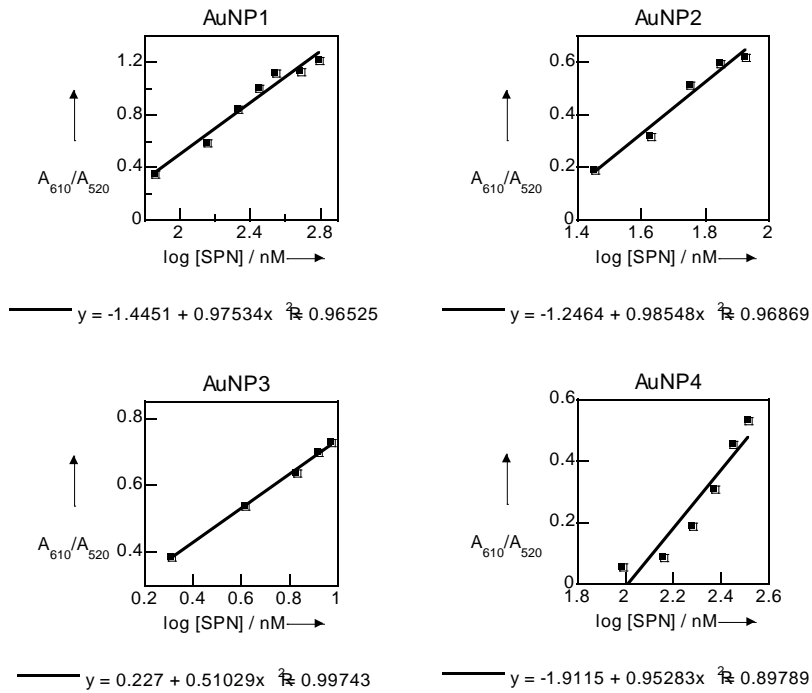 AuNP1
1.2
0.8
0.4
0
A610/A520
2 2.4 2.8
log [SPN] / nM
y = -1.4451 + 0.97534x R2= 0.96525
AuNP2
0.6
0.4
0.2
0
A610/A520
1.4 1.6 1.8 2
log [SPN] / nM
y = -1.2464 + 0.98548x R2= 0.96869
AuNP3
0.8
0.6
0.4
A610/A520
0.2 0.4 0.6 0.8 1
log [SPN] / nM
y = 0.227 + 0.51029x R2= 0.99743
AuNP4
0.6
0.4
0.2
0
A610/A520
1.8 2 2.2 2.4 2.6
log [SPN] / nM
y = -1.9115 + 0.95283x R2= 0.89789